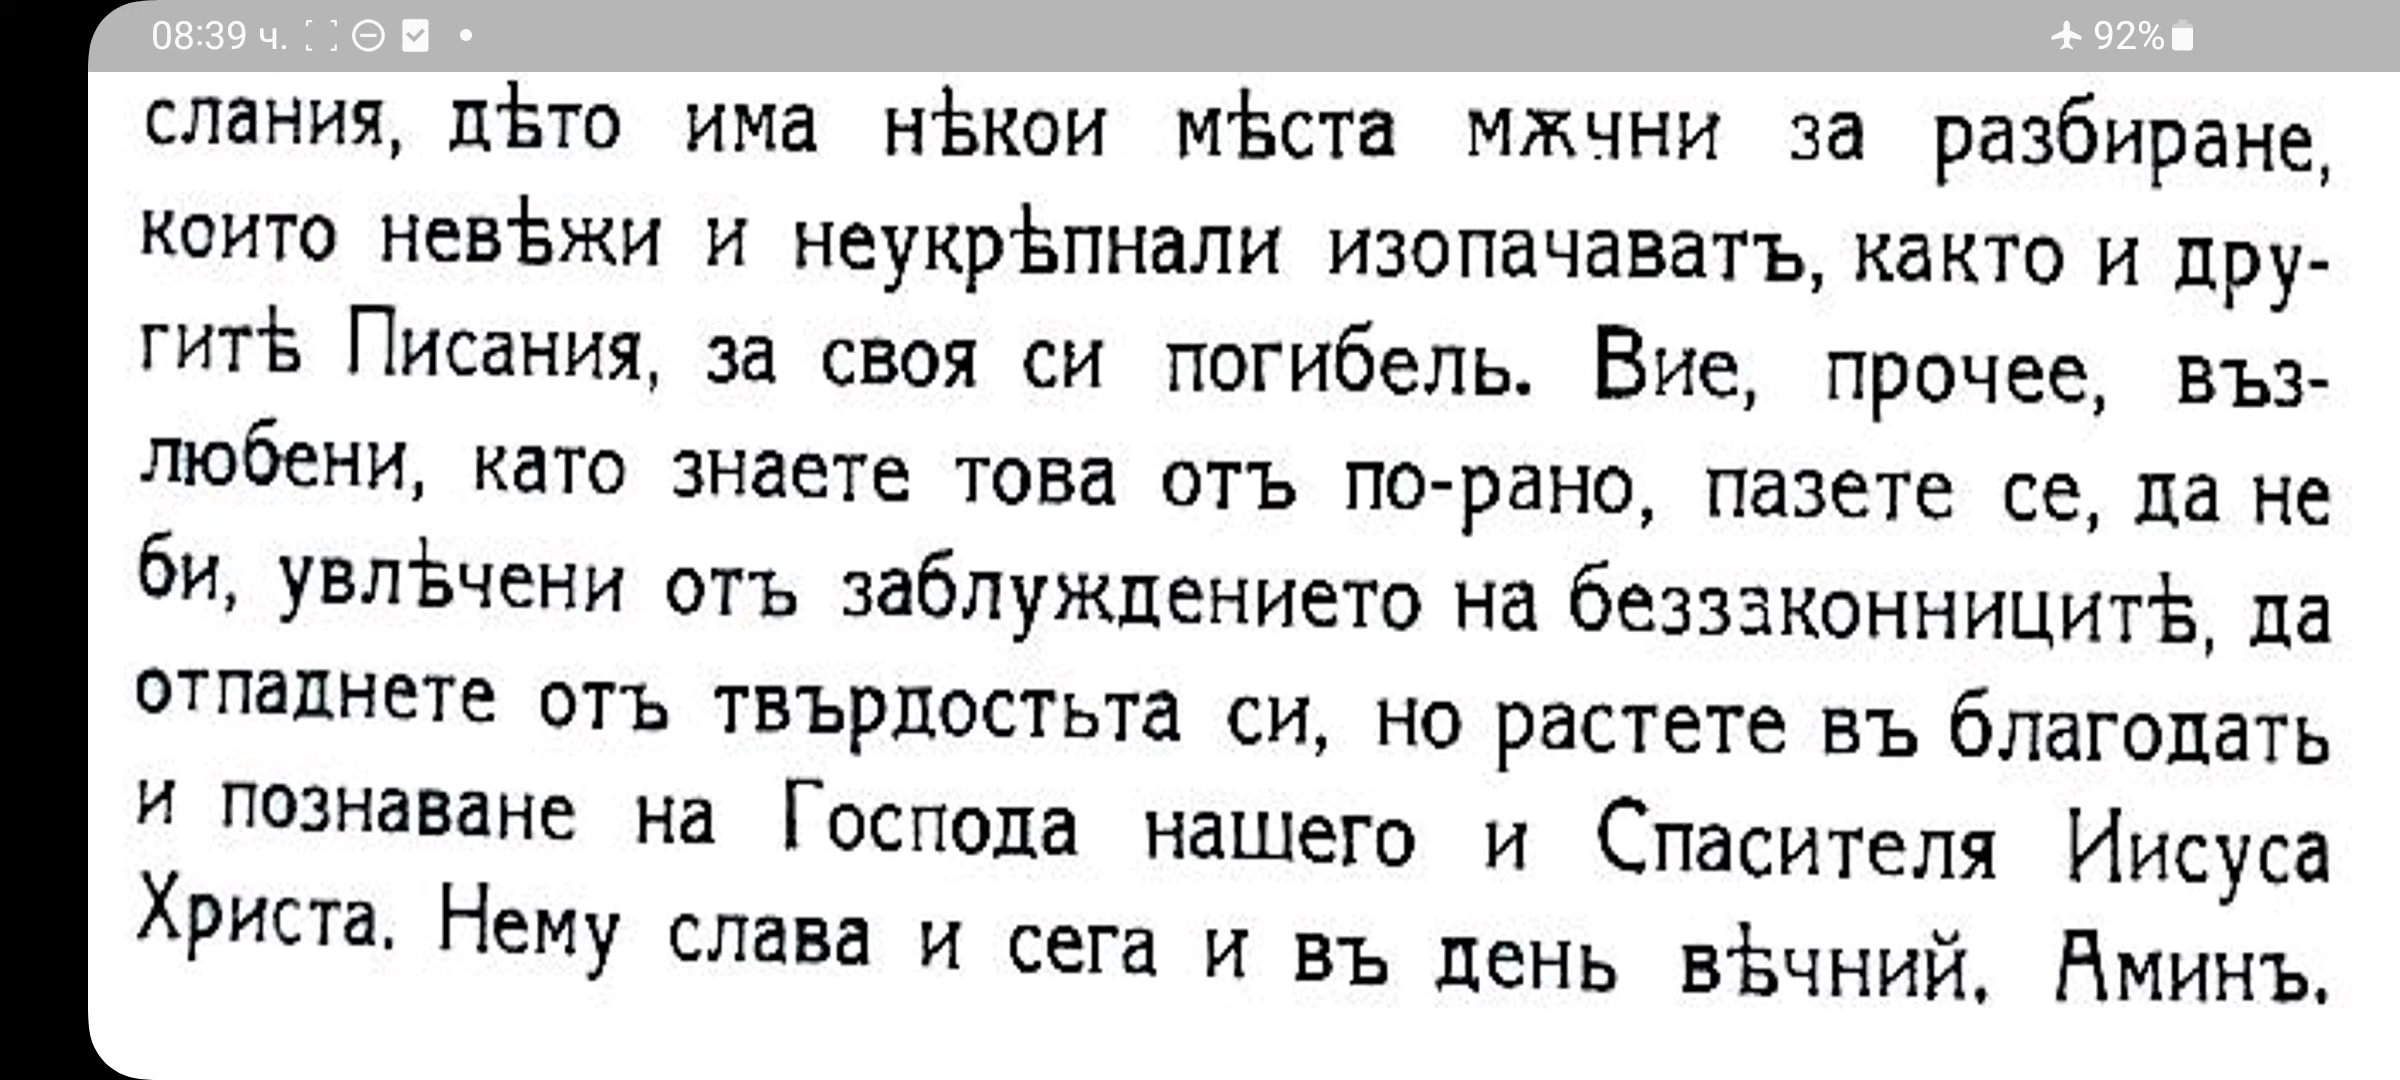 08:39 ч. 92%
слания, дѣто има нѣкои мѣста мѫчни за разбиране,
които невѣжи и неукрѣпнали изопачаватъ, както и дру-
гитѣ Писания, за своя си погибель. Вие, прочее, въз-
любени, като знаете това отъ по-рано, пазете се, да не
би, увлѣчени отъ заблуждението на беззаконницитѣ, да
отпаднете отъ твърдостьта си, но растете въ благодать
и познаване на Господа нашего и Спасителя Иисуса
Христа. Нему слава и сега и въ день вѣчний. Аминъ.